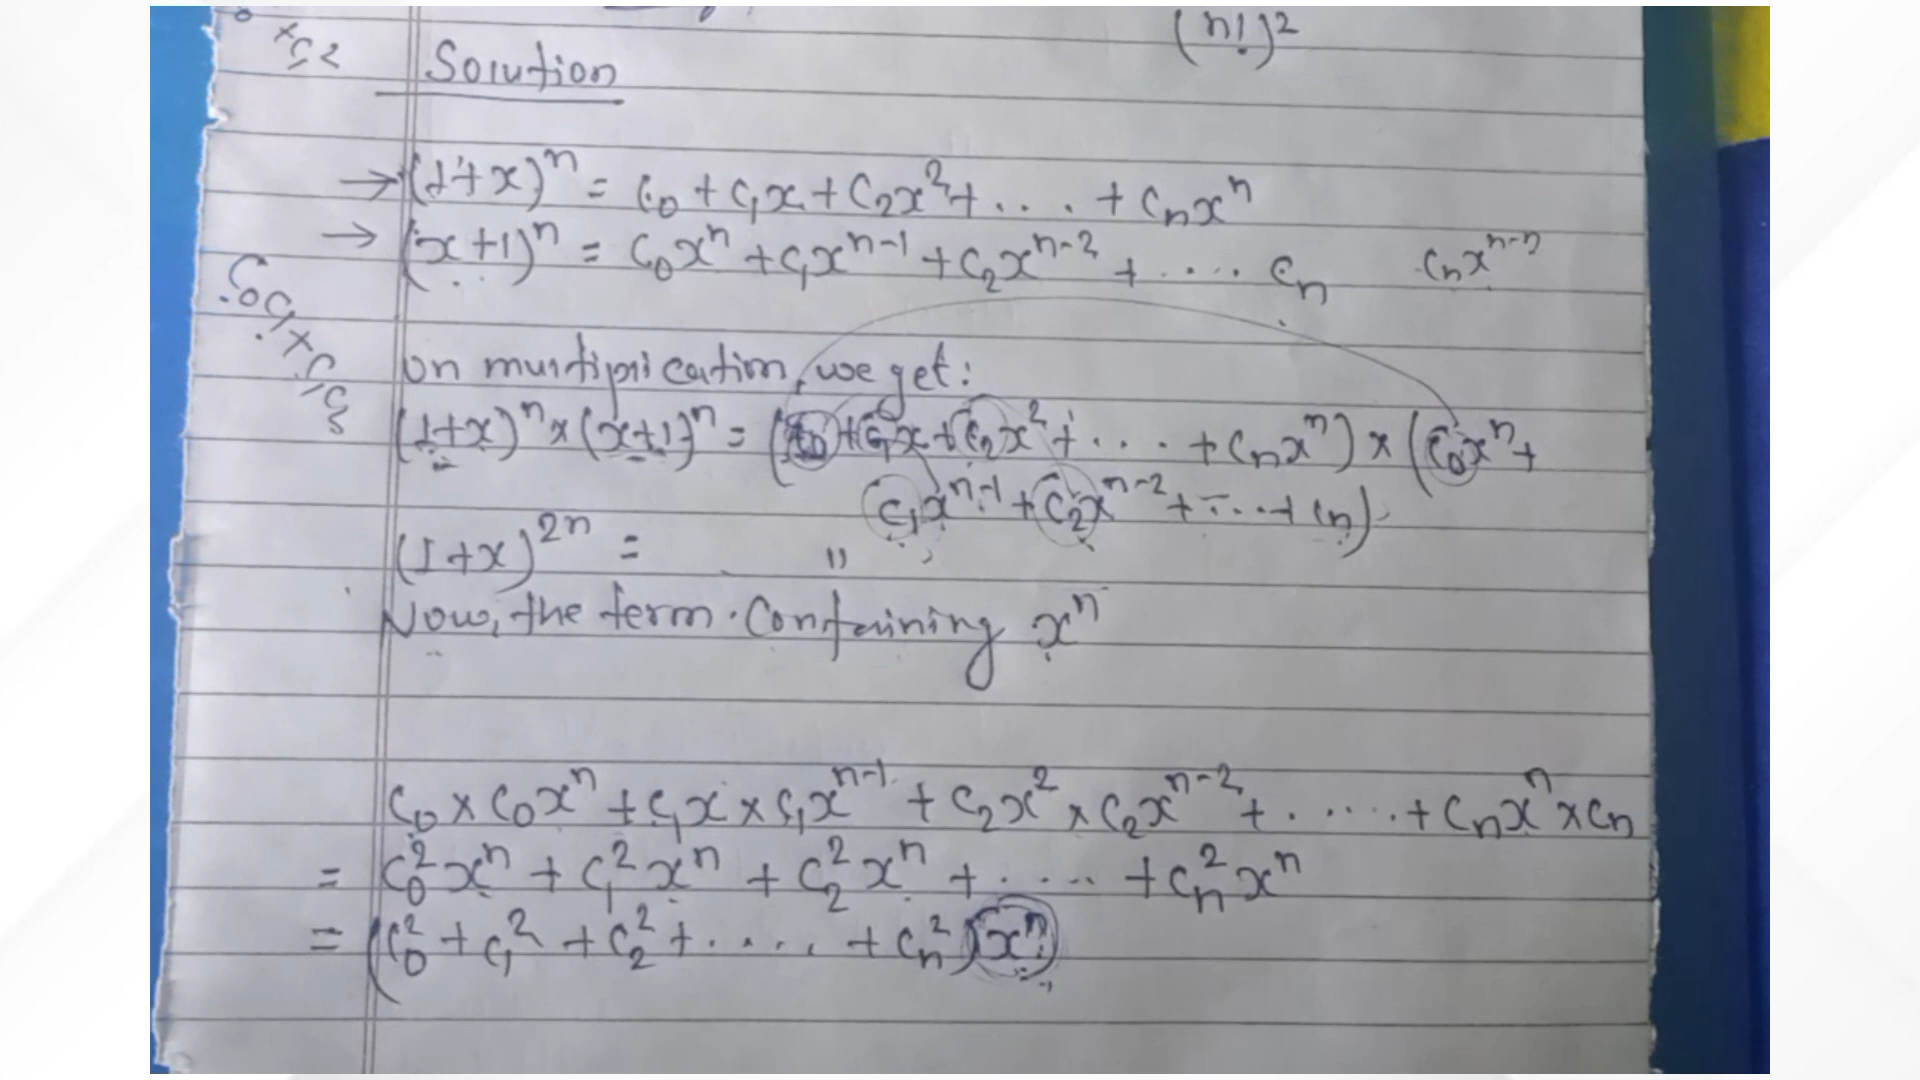 (n!)²
Solution
→ (1+x)ⁿ = C₀ + C₁x + C₂x² + .... + Cₙxⁿ
→ (x+1)ⁿ = C₀xⁿ + C₁xⁿ⁻¹ + C₂xⁿ⁻² + .... Cₙ   Cₙxⁿ⁻ⁿ
On multiplication, we get:
(1+x)ⁿ × (x+1)ⁿ = (C₀ + C₁x + C₂x² + .... + Cₙxⁿ) × (C₀xⁿ +
C₁xⁿ⁻¹ + C₂xⁿ⁻² + .... + Cₙ)
(1+x)²ⁿ = "
Now, the term containing xⁿ
C₀ × C₀xⁿ + C₁x × C₁xⁿ⁻¹ + C₂x² × C₂xⁿ⁻² + ..... + Cₙxⁿ × Cₙ
= C₀²xⁿ + C₁²xⁿ + C₂²xⁿ + ..... + Cₙ²xⁿ
= (C₀² + C₁² + C₂² + ..... + Cₙ²)xⁿ